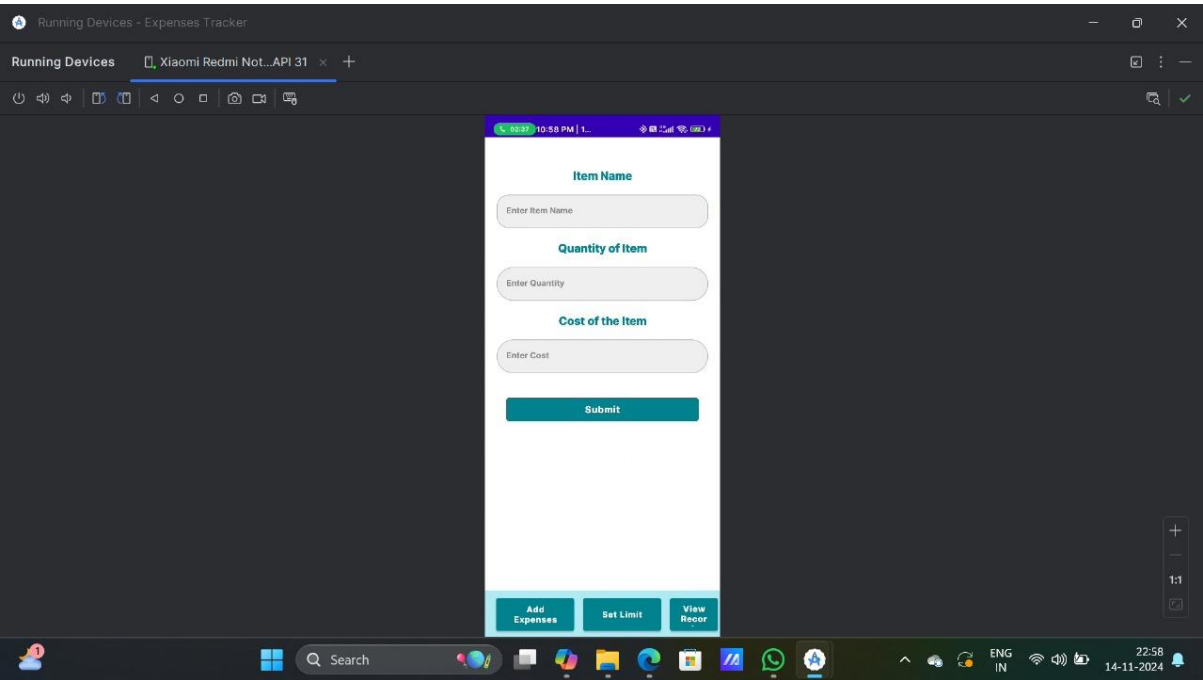 Running Devices - Expenses Tracker
Running Devices Xiaomi Redmi Not...API 31
02:37 10:58 PM | 1...
Item Name
Enter Item Name
Quantity of Item
Enter Quantity
Cost of the Item
Enter Cost
Submit
1:1
Add Expenses Set Limit View Recor
1
Search
ENG
IN
22:58
14-11-2024